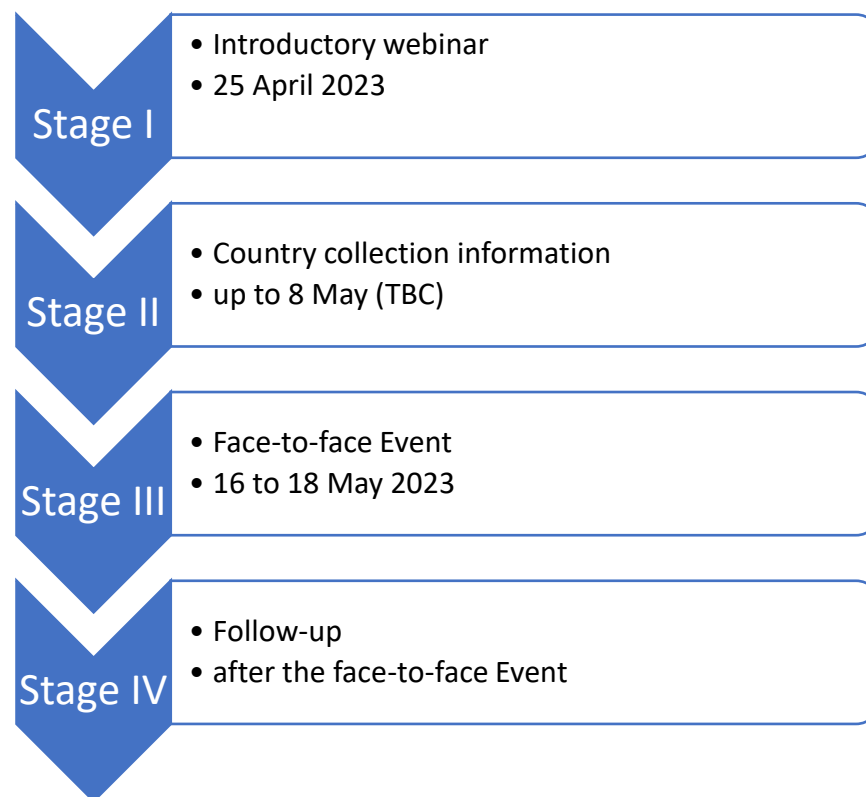 Stage I
• Introductory webinar
• 25 April 2023
Stage II
• Country collection information
• up to 8 May (TBC)
Stage III
• Face-to-face Event
• 16 to 18 May 2023
Stage IV
• Follow-up
• after the face-to-face Event